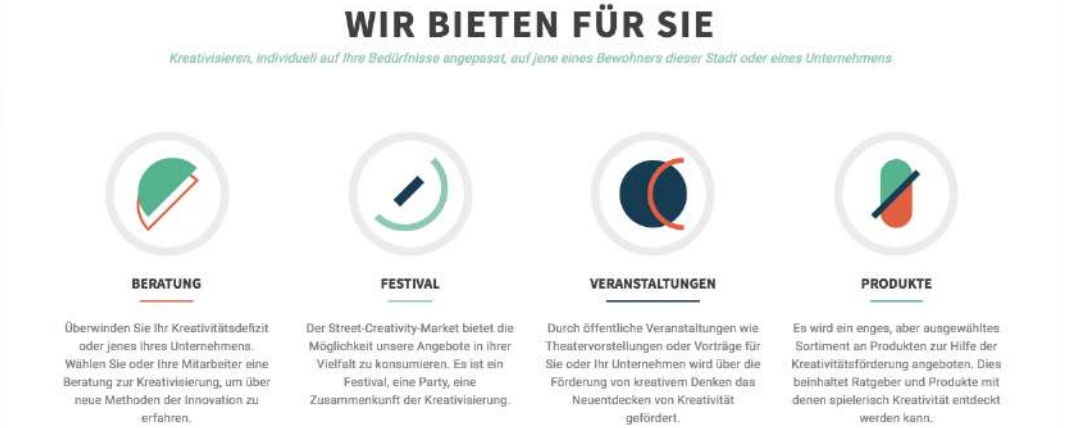 WIR BIETEN FÜR SIE
Kreativisieren, individuell auf Ihre Bedürfnisse angepasst, auf jene eines Bewohners dieser Stadt oder eines Unternehmens
BERATUNG
Überwinden Sie Ihr Kreativitätsdefizit
oder jenes Ihres Unternehmens.
Wählen Sie oder Ihre Mitarbeiter eine
Beratung zur Kreativisierung, um über
neue Methoden der Innovation zu
erfahren.
FESTIVAL
Der Street-Creativity-Market bietet die
Möglichkeit unsere Angebote in ihrer
Vielfalt zu konsumieren. Es ist ein
Festival, eine Party, eine
Zusammenkunft der Kreativisierung.
VERANSTALTUNGEN
Durch öffentliche Veranstaltungen wie
Theatervorstellungen oder Vorträge für
Sie oder Ihr Unternehmen wird über die
Förderung von kreativem Denken das
Neuentdecken von Kreativität
gefördert.
PRODUKTE
Es wird ein enges, aber ausgewähltes
Sortiment an Produkten zur Hilfe der
Kreativitätsförderung angeboten. Dies
beinhaltet Ratgeber und Produkte mit
denen spielerisch Kreativität entdeckt
werden kann.